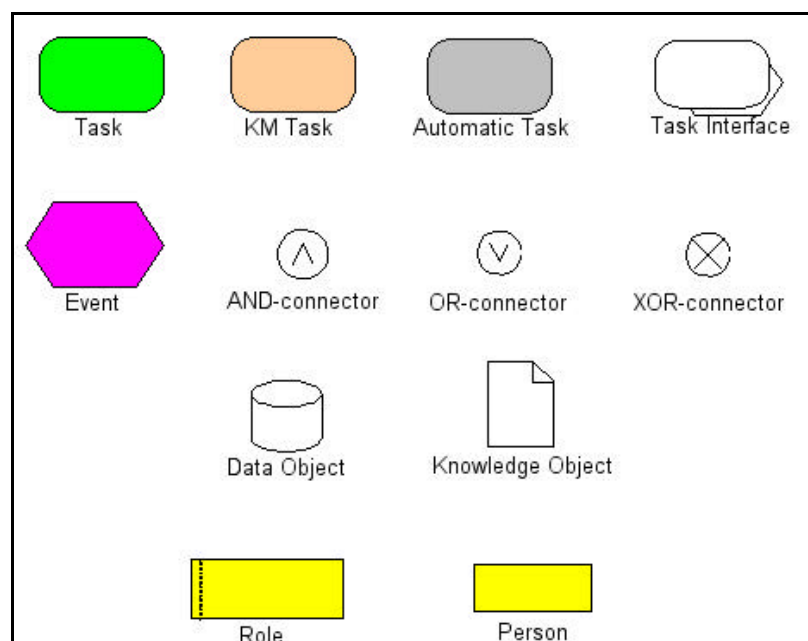 Task
KM Task
Automatic Task
Task Interface
Event
AND-connector
OR-connector
XOR-connector
Data Object
Knowledge Object
Role
Person